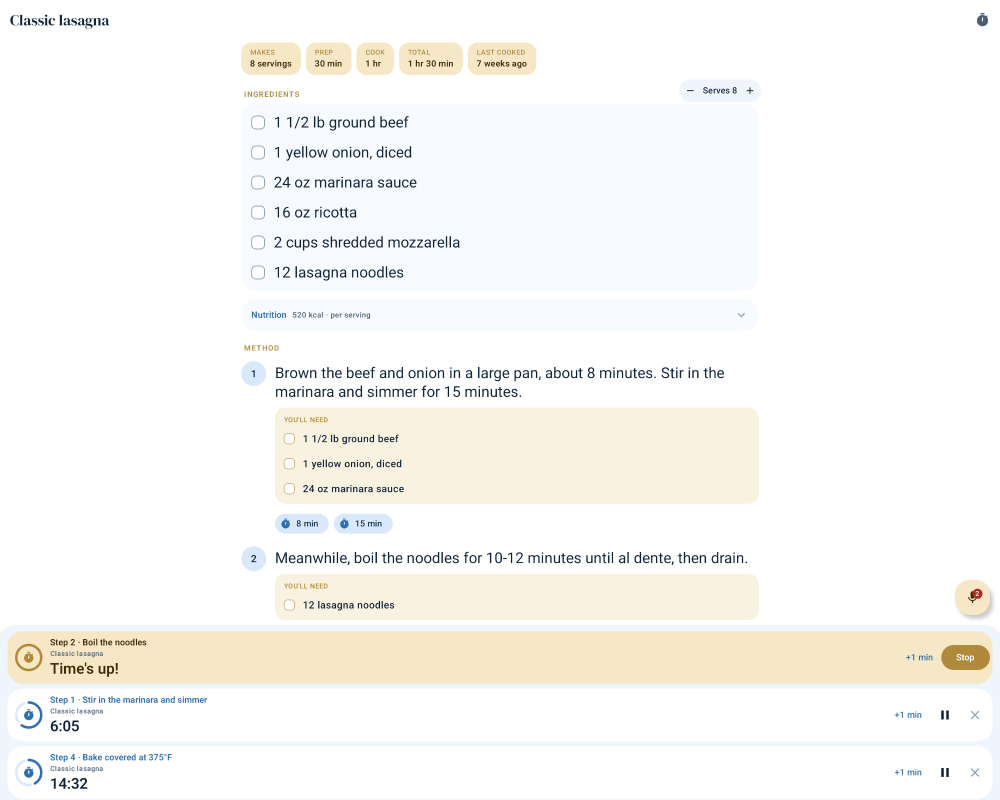 Classic lasagna
MAKES
8 servings
PREP
30 min
COOK
1 hr
TOTAL
1 hr 30 min
LAST COOKED
7 weeks ago
INGREDIENTS
− Serves 8 +
1 1/2 lb ground beef
1 yellow onion, diced
24 oz marinara sauce
16 oz ricotta
2 cups shredded mozzarella
12 lasagna noodles
Nutrition 520 kcal · per serving
METHOD
1 Brown the beef and onion in a large pan, about 8 minutes. Stir in the
marinara and simmer for 15 minutes.
YOU'LL NEED
1 1/2 lb ground beef
1 yellow onion, diced
24 oz marinara sauce
8 min
15 min
2 Meanwhile, boil the noodles for 10-12 minutes until al dente, then drain.
YOU'LL NEED
12 lasagna noodles
2
Step 2 · Boil the noodles
Classic lasagna
Time's up!
+1 min
Stop
Step 1 · Stir in the marinara and simmer
Classic lasagna
6:05
+1 min
Step 4 · Bake covered at 375°F
Classic lasagna
14:32
+1 min